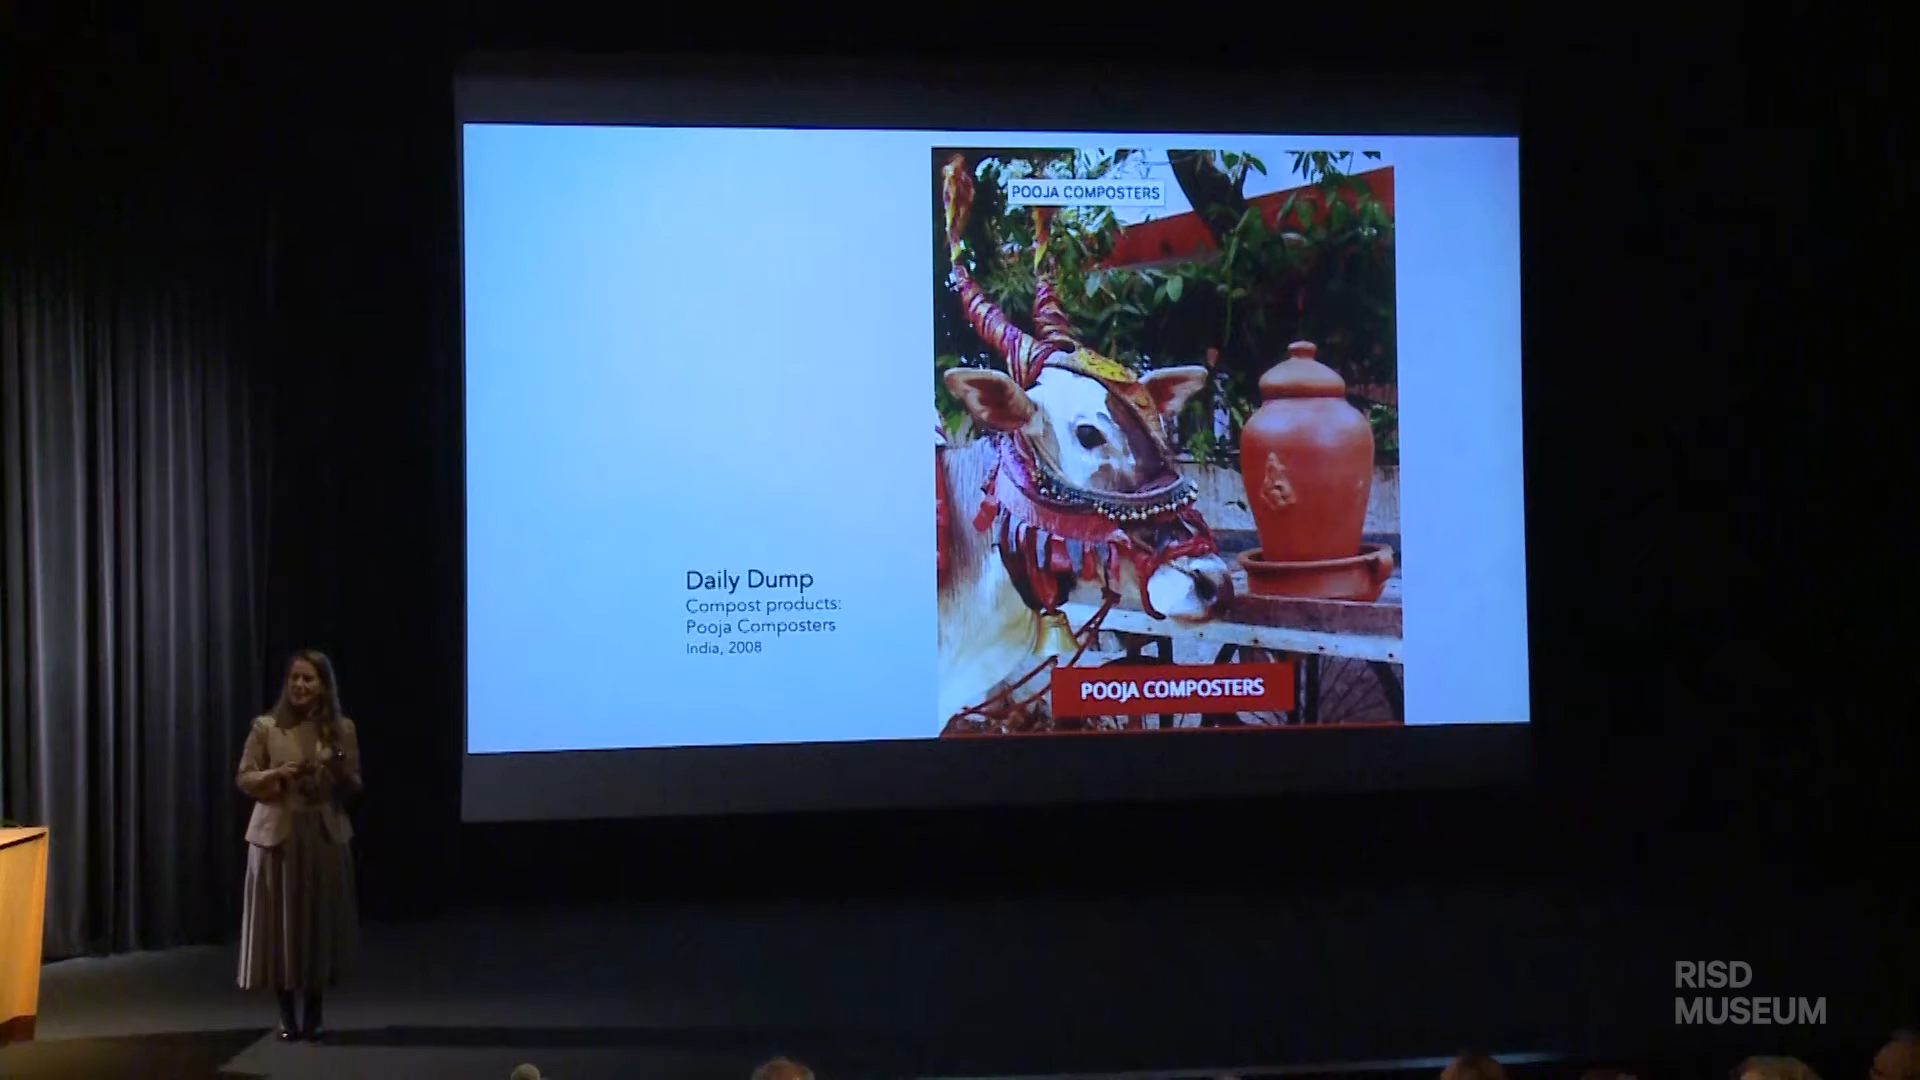 POOJA COMPOSTERS
Daily Dump
Compost products:
Pooja Composters
India, 2008
POOJA COMPOSTERS
RISD
MUSEUM